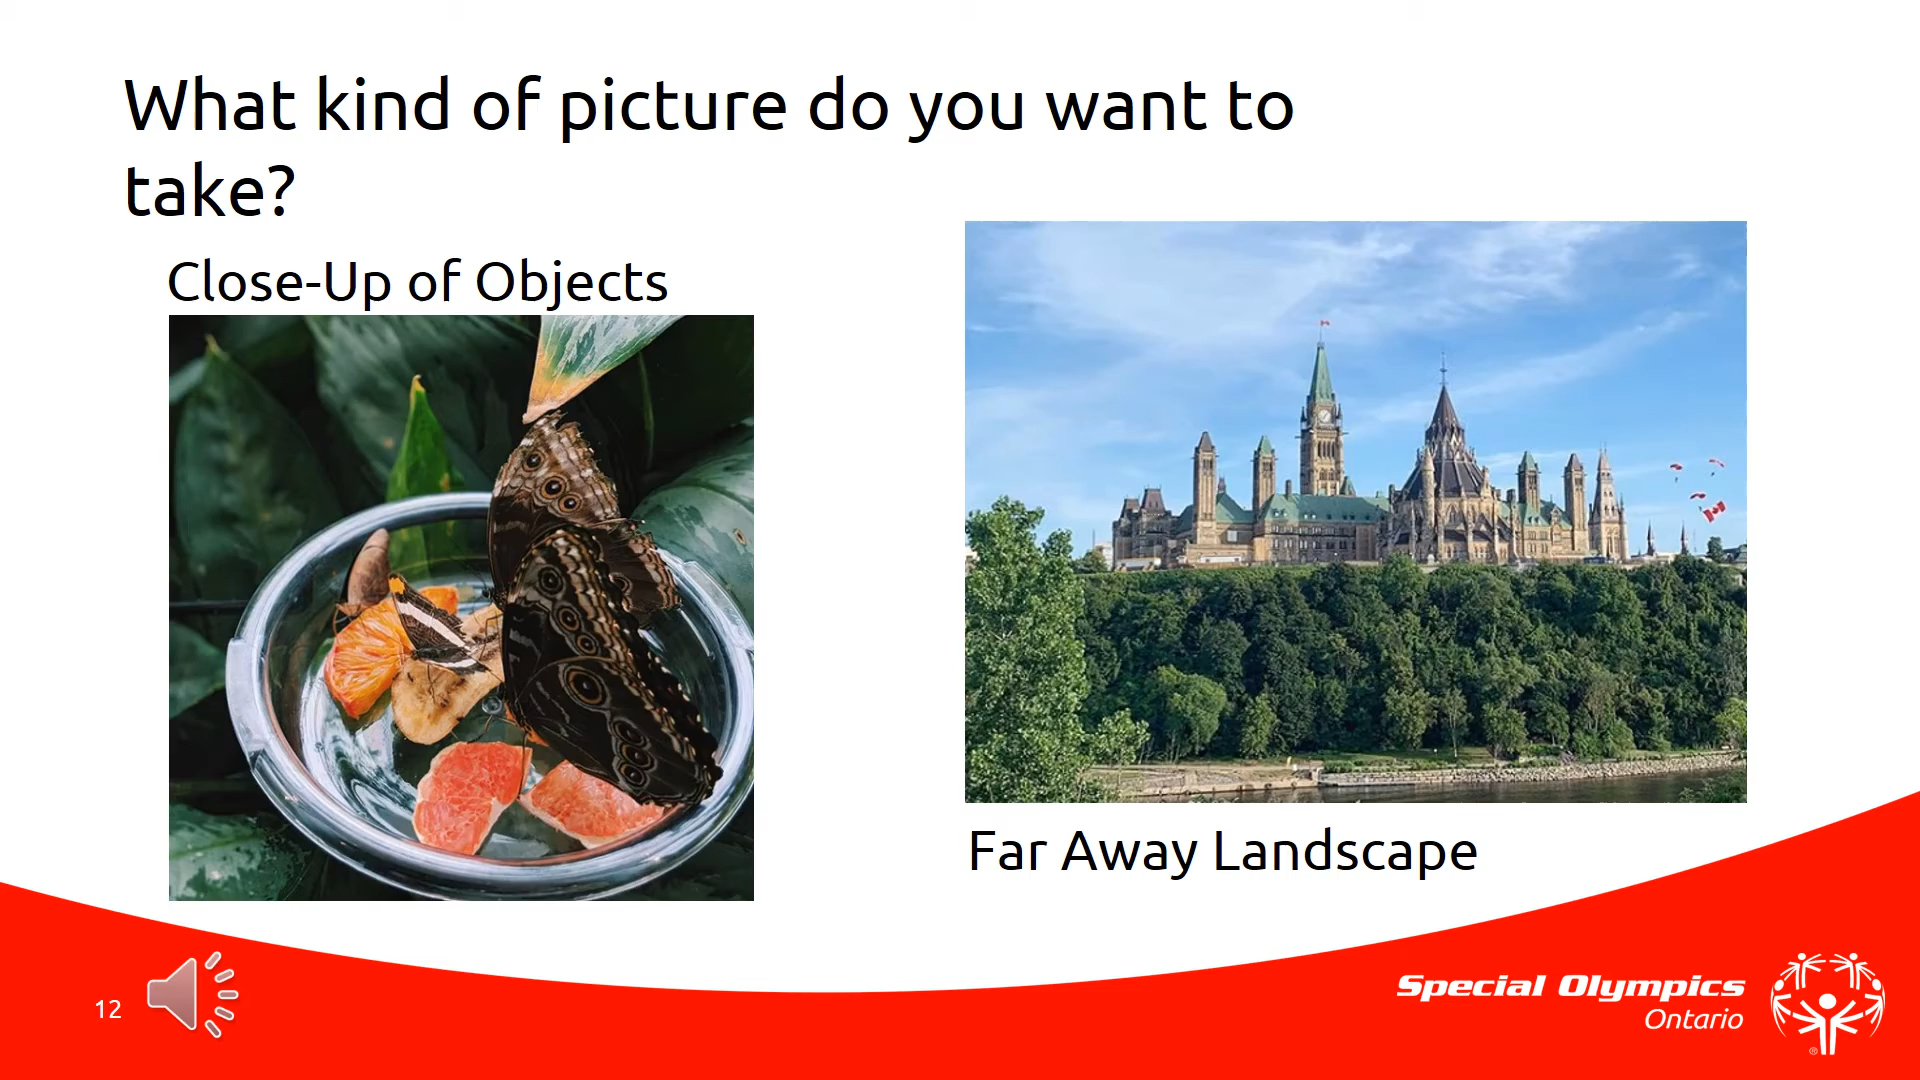 What kind of picture do you want to
take?
Close-Up of Objects
Far Away Landscape
12
Special Olympics
Ontario
®